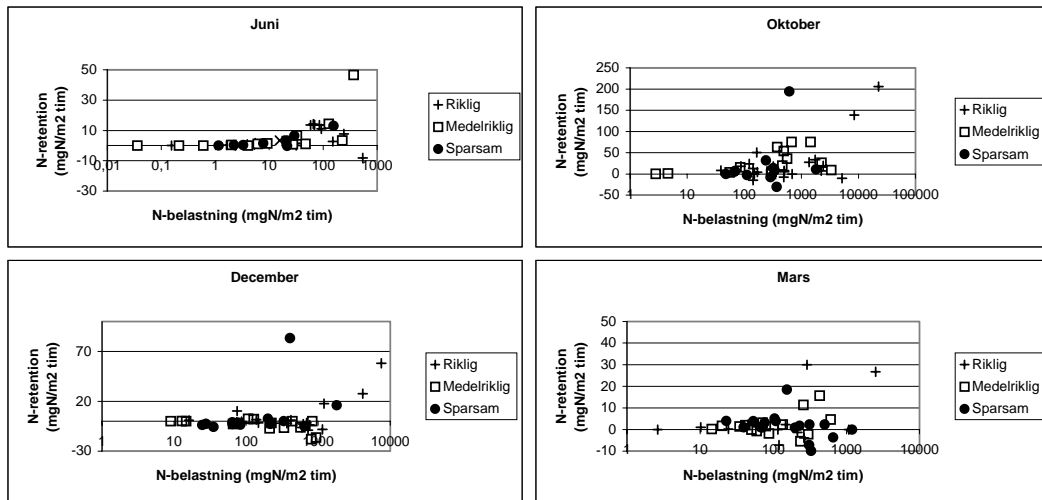 Juni
N-retention
(mgN/m2 tim)
50
30
10
-10
-30
0,01
0,1
1
10
100
1000
N-belastning (mgN/m2 tim)
Riklig
Medelriklig
Sparsam
Oktober
N-retention
(mgN/m2 tim)
250
200
150
100
50
0
-50
1
10
100
1000
10000
100000
N-belastning (mgN/m2 tim)
Riklig
Medelriklig
Sparsam
December
N-retention
(mgN/m2 tim)
70
20
-30
1
10
100
1000
10000
N-belastning (mgN/m2 tim)
Riklig
Medelriklig
Sparsam
Mars
N-retention
(mgN/m2 tim)
50
40
30
20
10
0
-10
1
10
100
1000
10000
N-belastning (mgN/m2 tim)
Riklig
Medelriklig
Sparsam